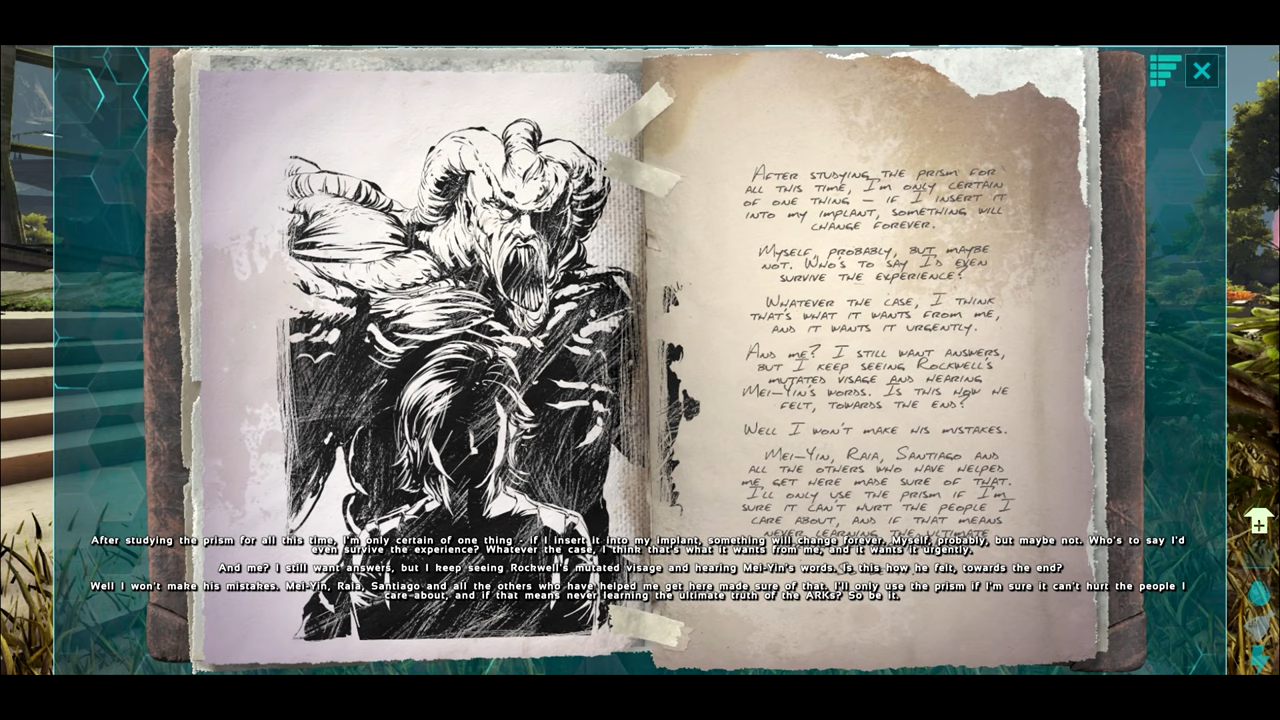 After studying the prism for
all this time, I'm only certain
of one thing – if I insert it
into my implant, something will
change forever.
Myself, probably, but maybe
not. Who's to say I'd even
survive the experience?
Whatever the case, I think
that's what it wants from me,
and it wants it urgently.
And me? I still want answers,
but I keep seeing Rockwell's
mutated visage and hearing
Mei-Yin's words. Is this how he
felt, towards the end?
Well I won't make his mistakes.
Mei-Yin, Raia, Santiago and
all the others who have helped
me get here made sure of that.
I'll only use the prism if I'm
sure it can't hurt the people I
care about, and if that means
never learning the ultimate
After studying the prism for all this time, I'm only certain of one thing - if I insert it into my implant, something will change forever. Myself, probably, but maybe not. Who's to say I'd
even survive the experience? Whatever the case, I think that's what it wants from me, and it wants it urgently.
And me? I still want answers, but I keep seeing Rockwell's mutated visage and hearing Mei-Yin's words. Is this how he felt, towards the end?
Well I won't make his mistakes. Mei-Yin, Raia, Santiago and all the others who have helped me get here made sure of that. I'll only use the prism if I'm sure it can't hurt the people I
care about, and if that means never learning the ultimate truth of the ARKs? So be it.